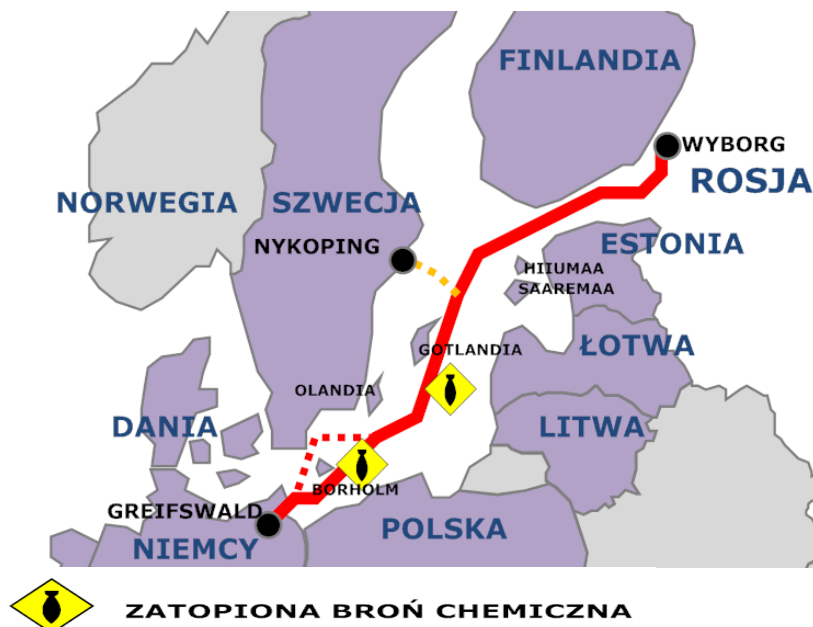 FINLANDIA
WYBORG
ROSJA
NORWEGIA
SZWECJA
NYKOPING
ESTONIA
HIIUMAA
SAAREMAA
GOTLANDIA
ŁOTWA
OLANDIA
DANIA
LITWA
BORHOLM
GREIFSWALD
POLSKA
NIEMCY
ZATOPIONA BROŃ CHEMICZNA